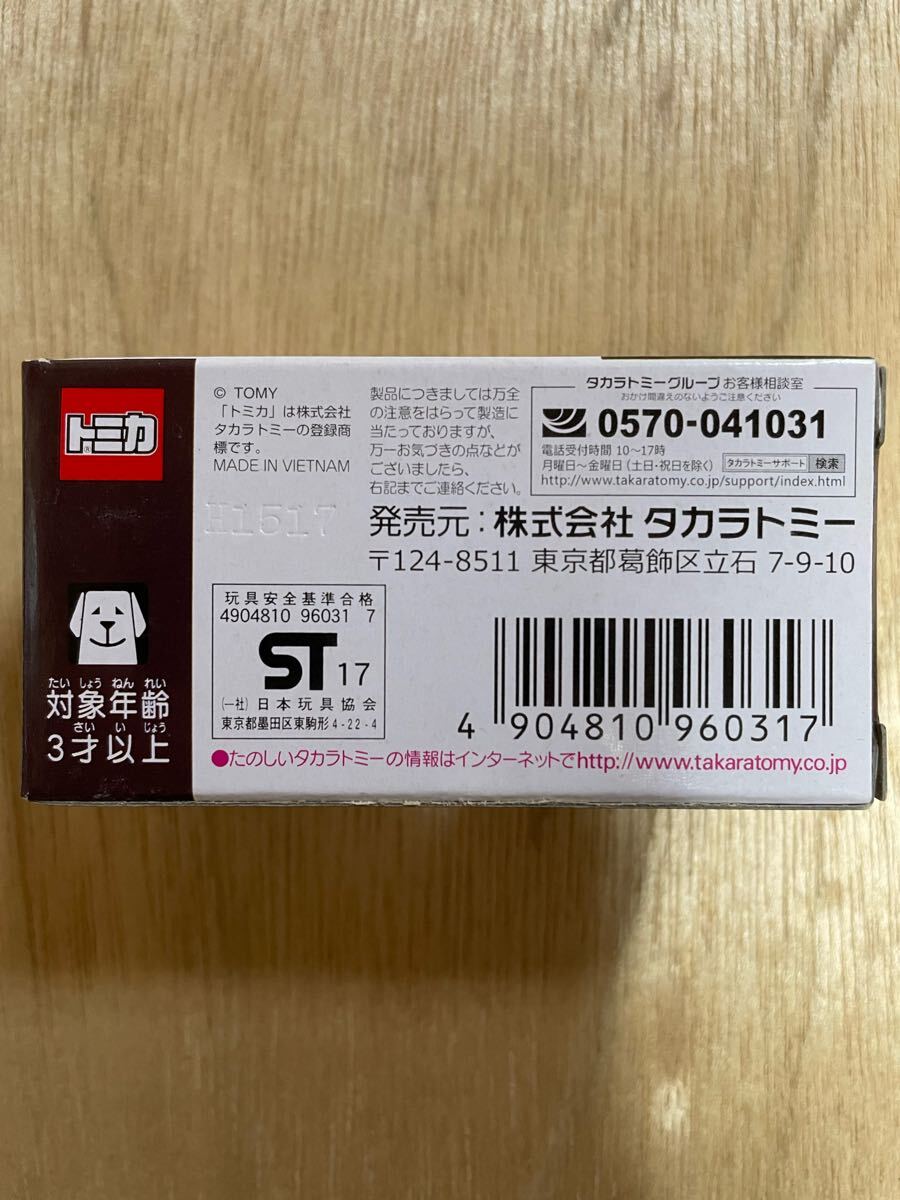 トミカ
®
© TOMY
「トミカ」は株式会社
タカラトミーの登録商
標です。
MADE IN VIETNAM
H1517
製品につきましては万全
の注意をはらって製造に
当たっておりますが、
万一お気づきの点などが
ございましたら、
右記までご連絡ください。
タカラトミーグループ お客様相談室
おかけ間違えのないようご注意ください
0570-041031
電話受付時間 10〜17時
月曜日〜金曜日(土日・祝日を除く) タカラトミーサポート 検索
http://www.takaratomy.co.jp/support/index.html
発売元:株式会社 タカラトミー
〒124-8511 東京都葛飾区立石 7-9-10
たい しょう ねん れい
対象年齢
さい い じょう
3才以上
玩具安全基準合格
4904810 96031 7
ST 17
(一社)日本玩具協会
東京都墨田区東駒形4-22-4
4 904810 960317
●たのしいタカラトミーの情報はインターネットでhttp://www.takaratomy.co.jp